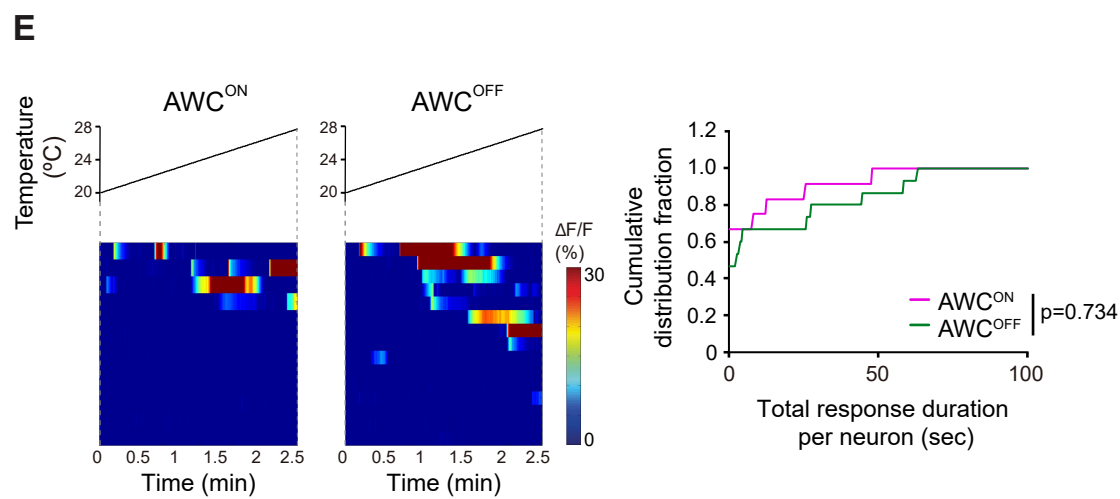 E
AWC^ON
AWC^OFF
Temperature
(ºC)
28
24
20
28
24
20
ΔF/F
(%)
30
0
0 0.5 1 1.5 2 2.5
Time (min)
0 0.5 1 1.5 2 2.5
Time (min)
Cumulative
distribution fraction
1.2
1.0
0.8
0.6
0.4
0.2
0
AWC^ON
AWC^OFF
p=0.734
0 50 100
Total response duration
per neuron (sec)